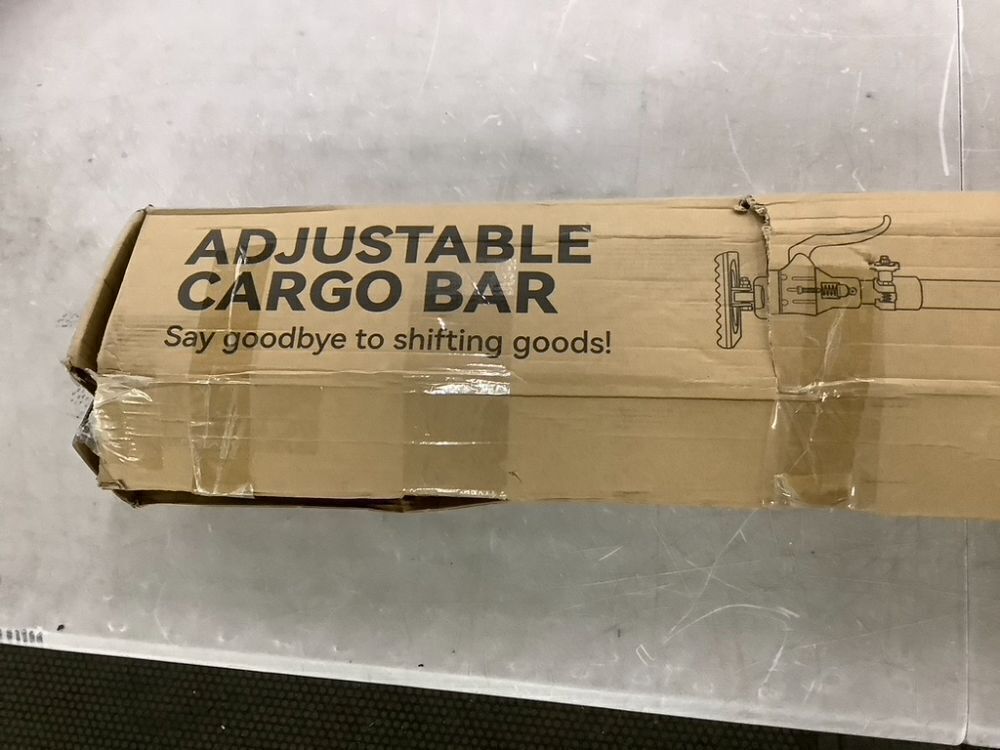 ADJUSTABLE
CARGO BAR
Say goodbye to shifting goods!